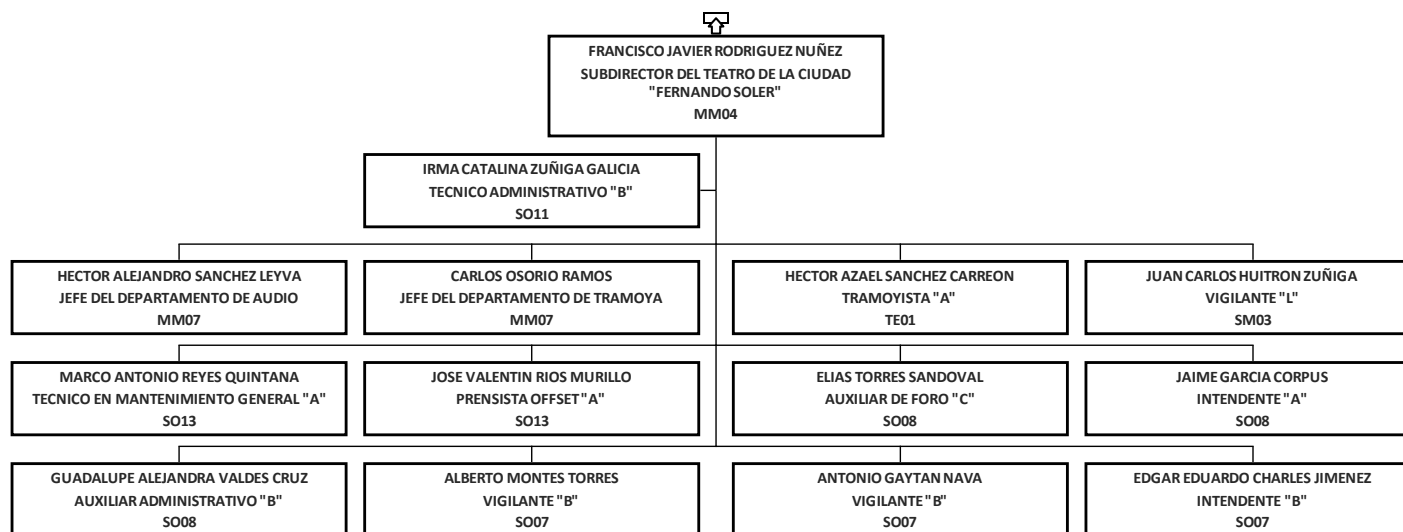 FRANCISCO JAVIER RODRIGUEZ NUÑEZ
SUBDIRECTOR DEL TEATRO DE LA CIUDAD
"FERNANDO SOLER"
MM04
IRMA CATALINA ZUÑIGA GALICIA
TECNICO ADMINISTRATIVO "B"
SO11
HECTOR ALEJANDRO SANCHEZ LEYVA
JEFE DEL DEPARTAMENTO DE AUDIO
MM07
CARLOS OSORIO RAMOS
JEFE DEL DEPARTAMENTO DE TRAMOYA
MM07
HECTOR AZAEL SANCHEZ CARREON
TRAMOYISTA "A"
TE01
JUAN CARLOS HUITRON ZUÑIGA
VIGILANTE "L"
SM03
MARCO ANTONIO REYES QUINTANA
TECNICO EN MANTENIMIENTO GENERAL "A"
SO13
JOSE VALENTIN RIOS MURILLO
PRENSISTA OFFSET "A"
SO13
ELIAS TORRES SANDOVAL
AUXILIAR DE FORO "C"
SO08
JAIME GARCIA CORPUS
INTENDENTE "A"
SO08
GUADALUPE ALEJANDRA VALDES CRUZ
AUXILIAR ADMINISTRATIVO "B"
SO08
ALBERTO MONTES TORRES
VIGILANTE "B"
SO07
ANTONIO GAYTAN NAVA
VIGILANTE "B"
SO07
EDGAR EDUARDO CHARLES JIMENEZ
INTENDENTE "B"
SO07